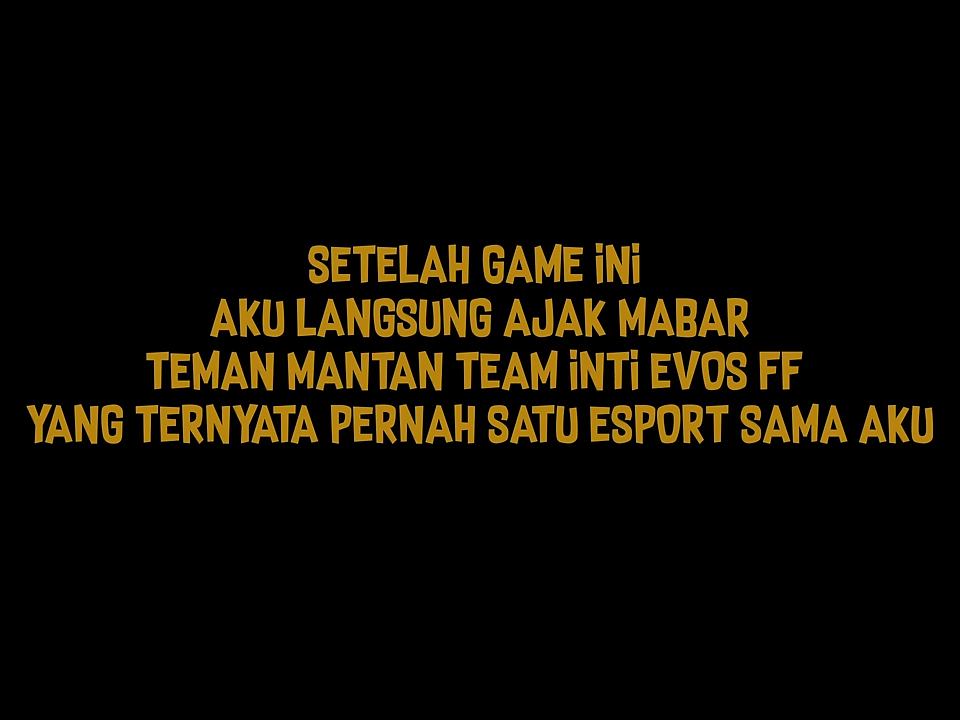 SETELAH GAME iNi
AKU LANGSUNG AJAK MABAR
TEMAN MANTAN TEAM iNTi EVOS FF
YANG TERNYATA PERNAH SATU ESPORT SAMA AKU